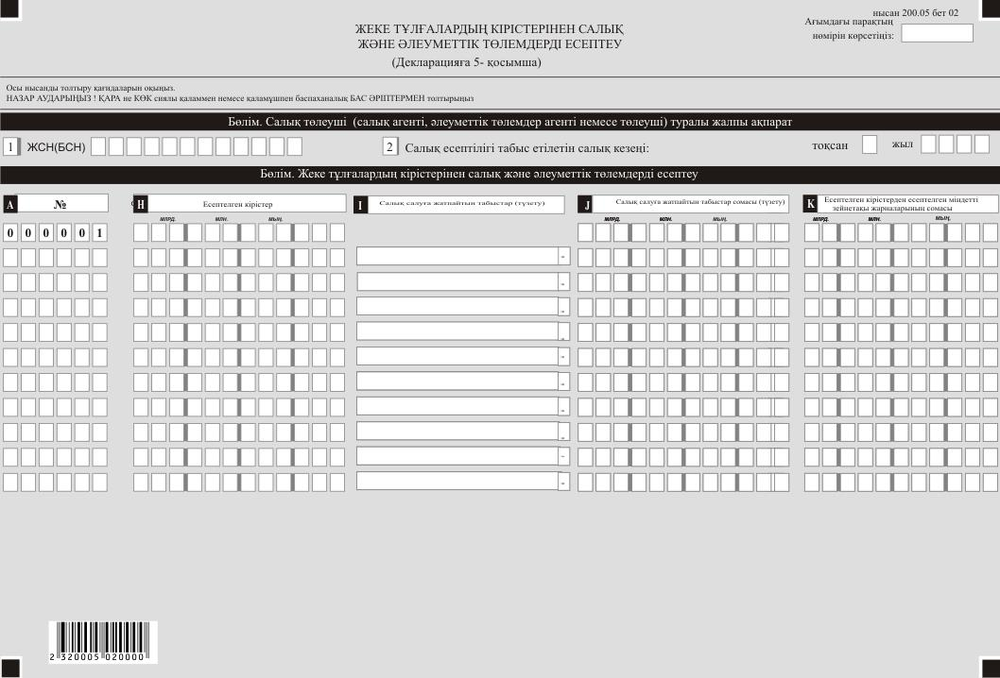 нысан 200.05 бет 02
Ағымдағы парақтың
нөмірін көрсетіңіз:
ЖЕКЕ ТҰЛҒАЛАРДЫҢ КІРІСТЕРІНЕН САЛЫҚ
ЖӘНЕ ӘЛЕУМЕТТІК ТӨЛЕМДЕРДІ ЕСЕПТЕУ
(Декларацияға 5- қосымша)
Осы нысанды толтыру қағидаларын оқыңыз.
НАЗАР АУДАРЫҢЫЗ ! ҚАРА не КӨК сиялы қаламмен немесе қаламұшпен баспаханалық БАС ӘРІПТЕРМЕН толтырыңыз
Бөлім. Салық төлеуші (салық агенті, әлеуметтік төлемдер агенті немесе төлеуші) туралы жалпы ақпарат
1 ЖСН(БСН) 2 Салық есептілігі табыс етілетін салық кезеңі: тоқсан жыл
Бөлім. Жеке тұлғалардың кірістерінен салық және әлеуметтік төлемдерді есептеу
A № H Есептелген кірістер I Салық салуға жатпайтын табыстар (түзету) J Салық салуға жатпайтын табыстар сомасы (түзету) K Есептелген кірістерден есептелген міндетті
зейнетақы жарналарының сомасы
млрд. млн. мың. млрд. млн. мың. млрд. млн. мың.
0 0 0 0 0 1
2 320005 020000